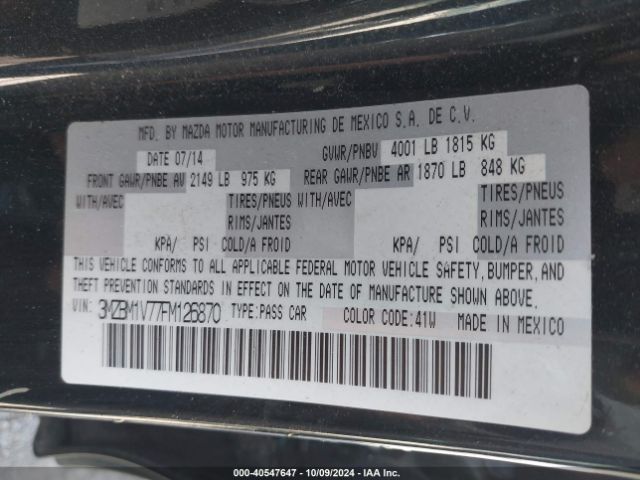 MFD. BY MAZDA MOTOR MANUFACTURING DE MEXICO S.A. DE C.V.
DATE 07/14 GVWR/PNBV 4001 LB 1815 KG
FRONT GAWR/PNBE AV 2149 LB 975 KG REAR GAWR/PNBE AR 1870 LB 848 KG
WITH/AVEC TIRES/PNEUS WITH/AVEC TIRES/PNEUS
RIMS/JANTES RIMS/JANTES
KPA/ PSI COLD/A FROID KPA/ PSI COLD/A FROID
THIS VEHICLE CONFORMS TO ALL APPLICABLE FEDERAL MOTOR VEHICLE SAFETY, BUMPER, AND
THEFT PREVENTION STANDARDS IN EFFECT ON THE DATE OF MANUFACTURE SHOWN ABOVE.
VIN: 3MZBM1V77FM126870 TYPE: PASS CAR COLOR CODE: 41W MADE IN MEXICO
000-40547647 - 10/09/2024 - IAA Inc.